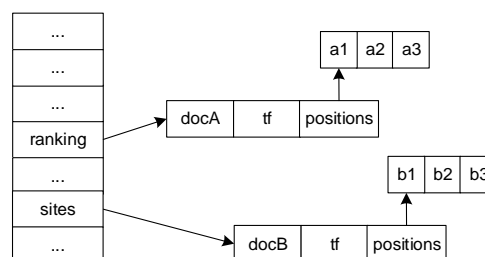 ...
...
...
ranking
...
sites
...
a1 a2 a3
docA tf positions
b1 b2 b3
docB tf positions